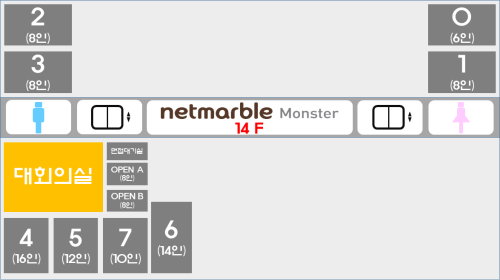 2
(8인)
0
(6인)
3
(8인)
1
(8인)
netmarble Monster
14 F
대회의실
면접대기실
OPEN A
(8인)
OPEN B
(8인)
4
(16인)
5
(12인)
7
(10인)
6
(14인)